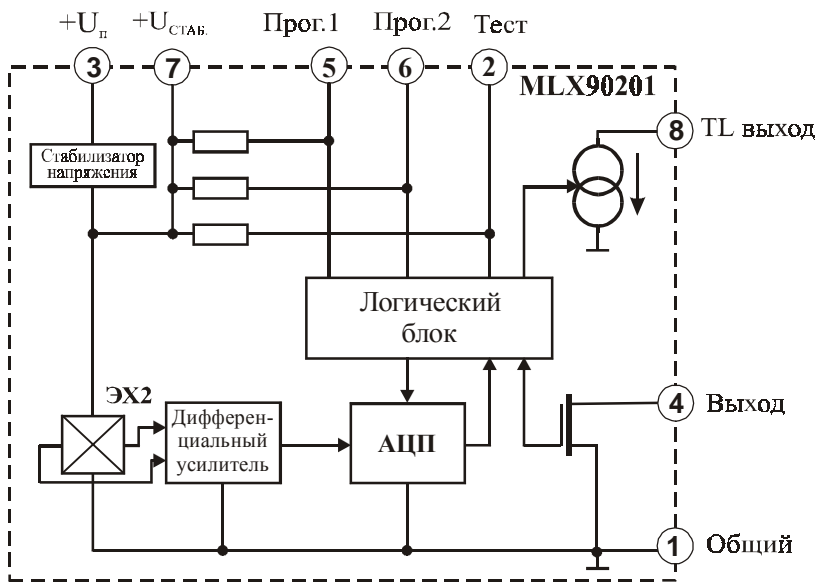 +Uп
+UСТАБ.
Прог.1
Прог.2
Тест
3
7
5
6
2
MLX90201
8
TL выход
Стабилизатор
напряжения
Логический
блок
ЭХ2
Дифферен-
циальный
усилитель
АЦП
4
Выход
1
Общий